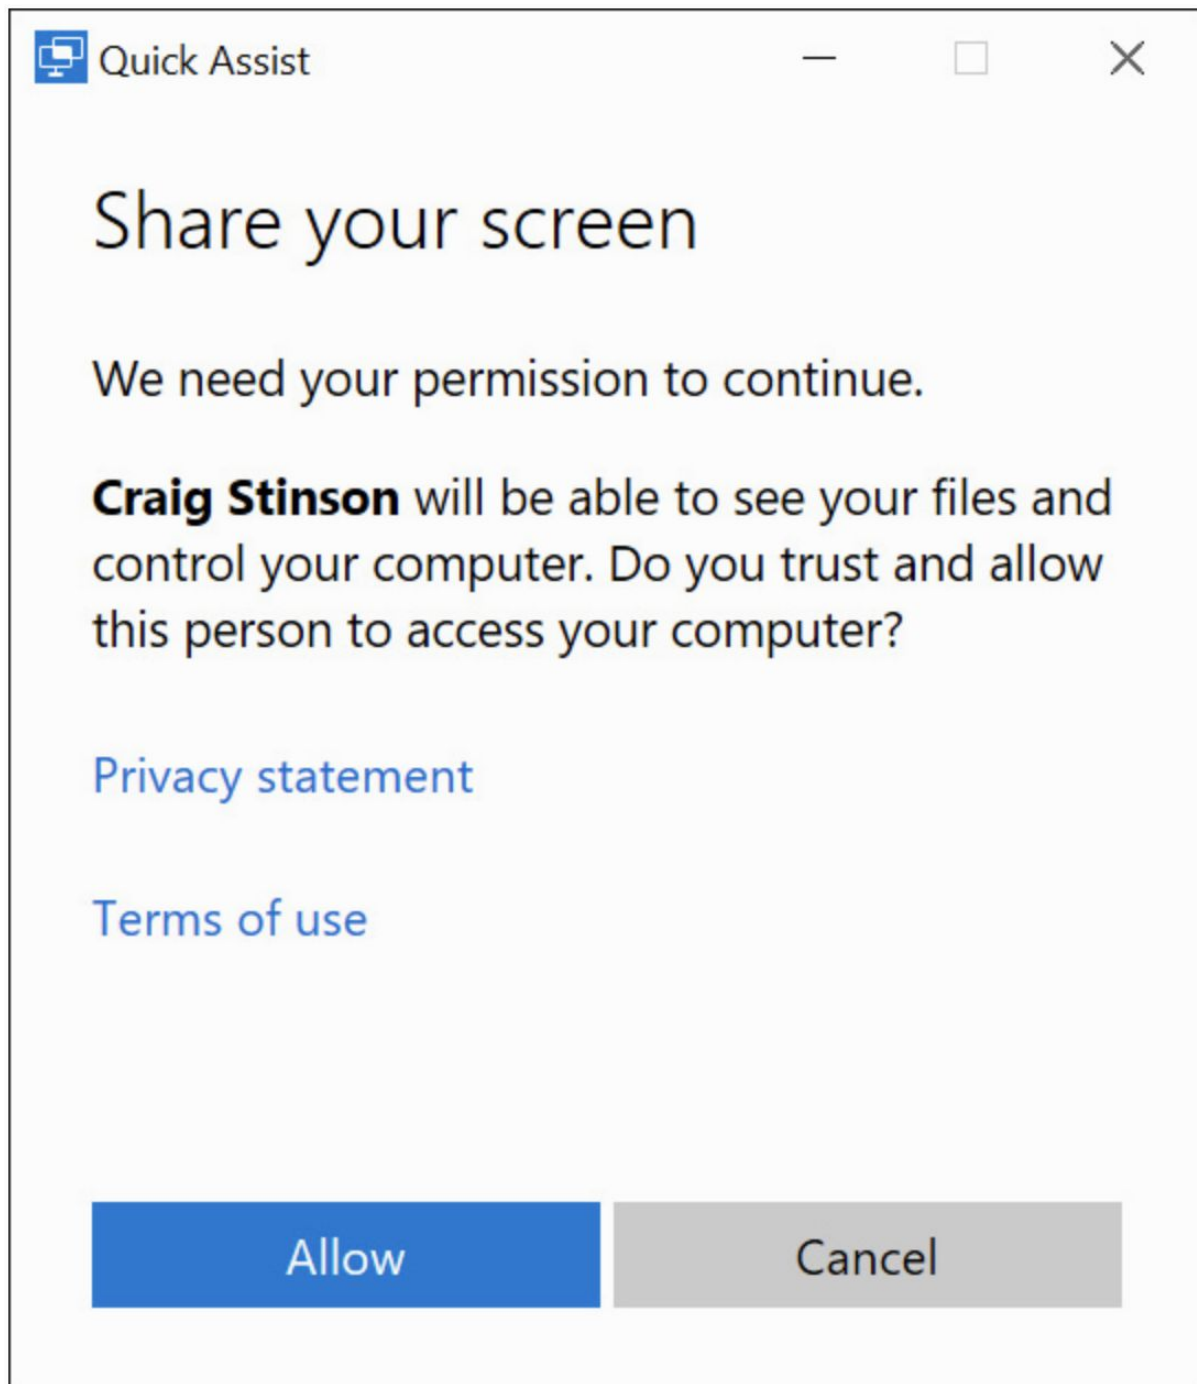 Quick Assist
Share your screen
We need your permission to continue.
Craig Stinson will be able to see your files and
control your computer. Do you trust and allow
this person to access your computer?
Privacy statement
Terms of use
Allow
Cancel